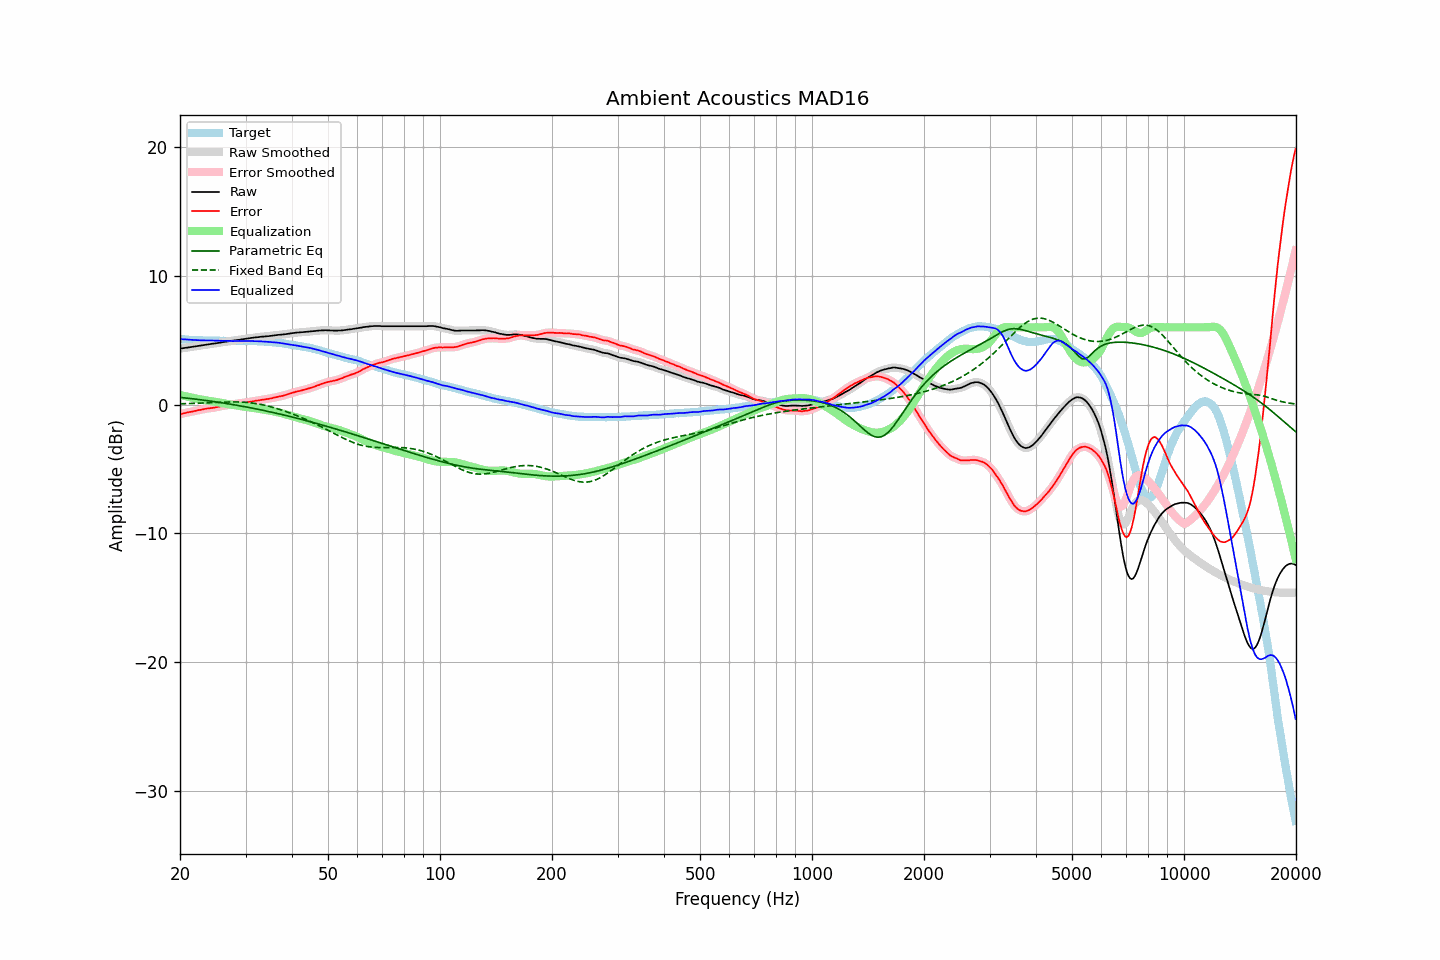 Ambient Acoustics MAD16
Target
Raw Smoothed
Error Smoothed
Raw
Error
Equalization
Parametric Eq
Fixed Band Eq
Equalized
20
10
0
−10
−20
−30
Amplitude (dBr)
20
50
100
200
500
1000
2000
5000
10000
20000
Frequency (Hz)